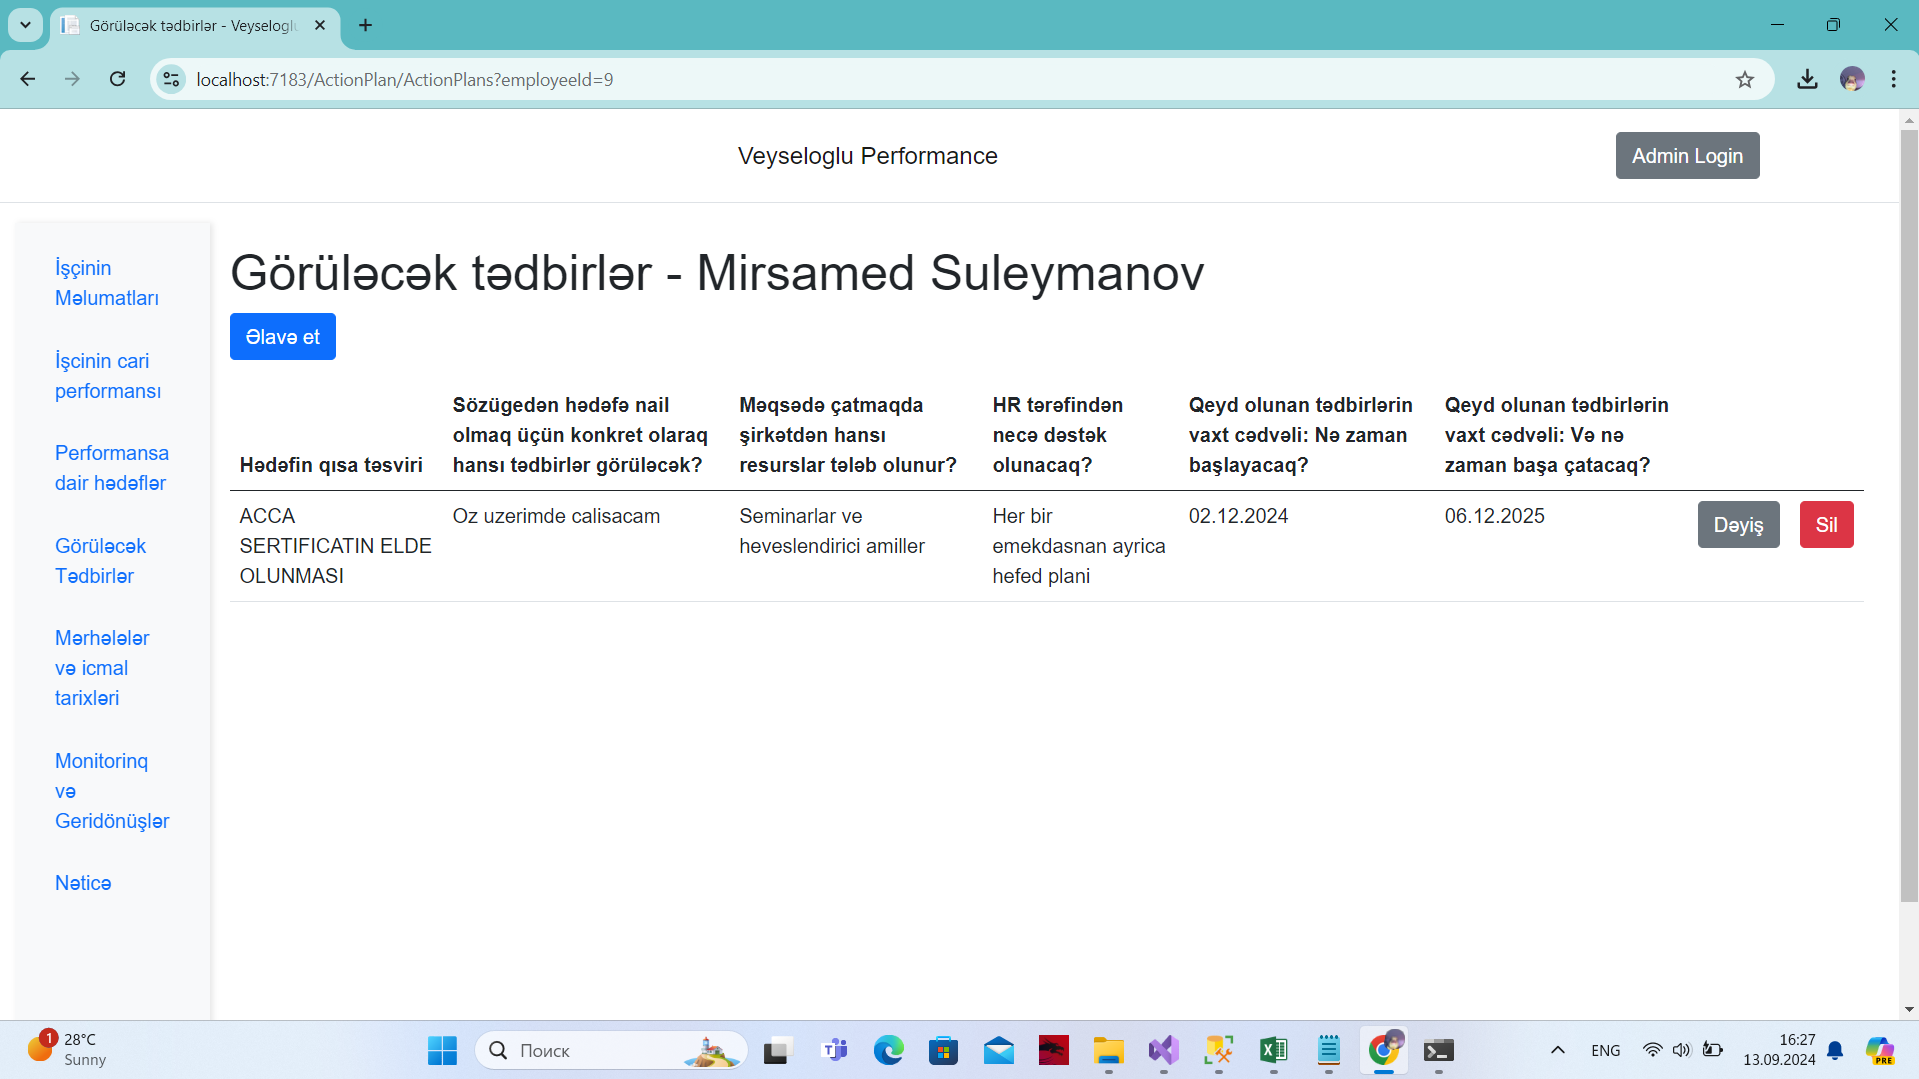 Görüləcək tədbirlər - Veyseloglu
localhost:7183/ActionPlan/ActionPlans?employeeId=9
Veyseloglu Performance
Admin Login
İşçinin
Məlumatları
İşcinin cari
performansı
Performansa
dair hədəflər
Görüləcək
Tədbirlər
Mərhələlər
və icmal
tarixləri
Monitorinq
və
Geridönüşlər
Nəticə
Görüləcək tədbirlər - Mirsamed Suleymanov
Əlavə et
Hədəfin qısa təsviri
Sözügedən hədəfə nail
olmaq üçün konkret olaraq
hansı tədbirlər görüləcək?
Məqsədə çatmaqda
şirkətdən hansı
resurslar tələb olunur?
HR tərəfindən
necə dəstək
olunacaq?
Qeyd olunan tədbirlərin
vaxt cədvəli: Nə zaman
başlayacaq?
Qeyd olunan tədbirlərin
vaxt cədvəli: Və nə
zaman başa çatacaq?
ACCA
SERTIFICATIN ELDE
OLUNMASI
Oz uzerimde calisacam
Seminarlar ve
heveslendirici amiller
Her bir
emekdasnan ayrica
hefed plani
02.12.2024
06.12.2025
Dəyiş
Sil
1
28°C
Sunny
Поиск
ENG
16:27
13.09.2024
PRE